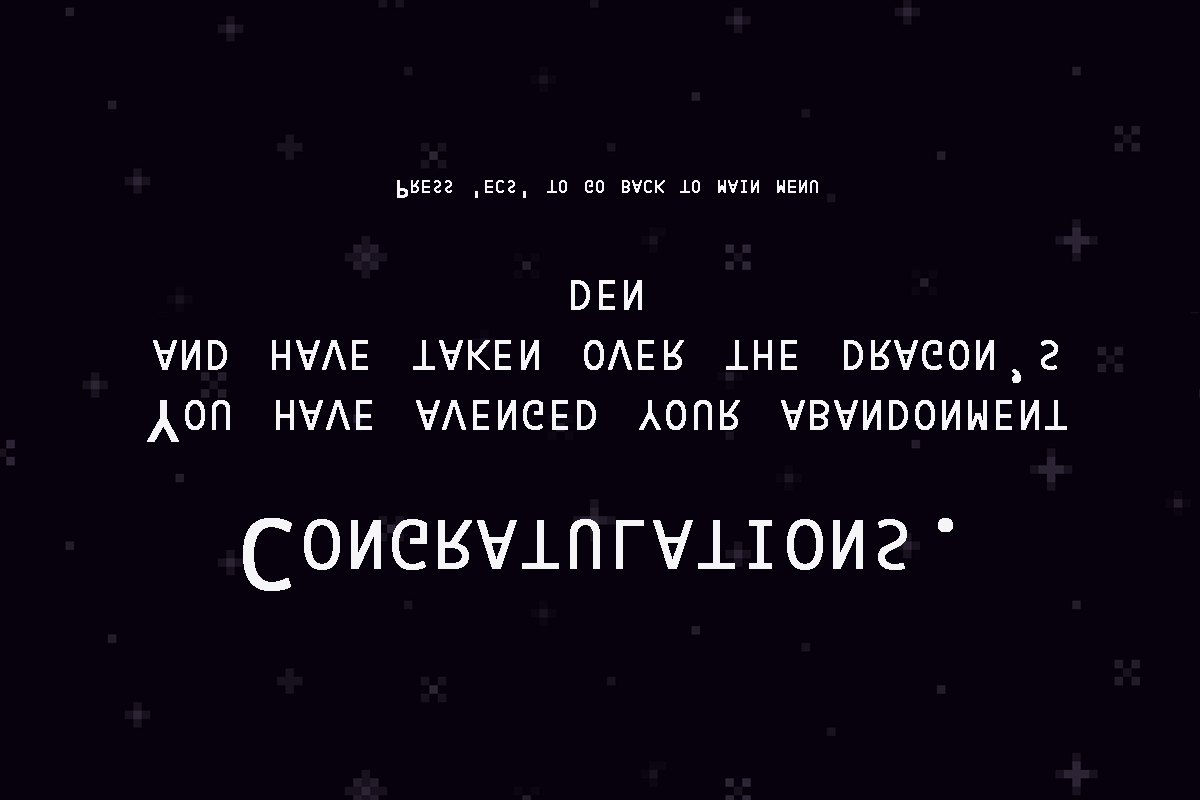 Congratulations.
You have avenged your abandonment
and have taken over the dragon's
den
Press 'ecs' to go back to main menu